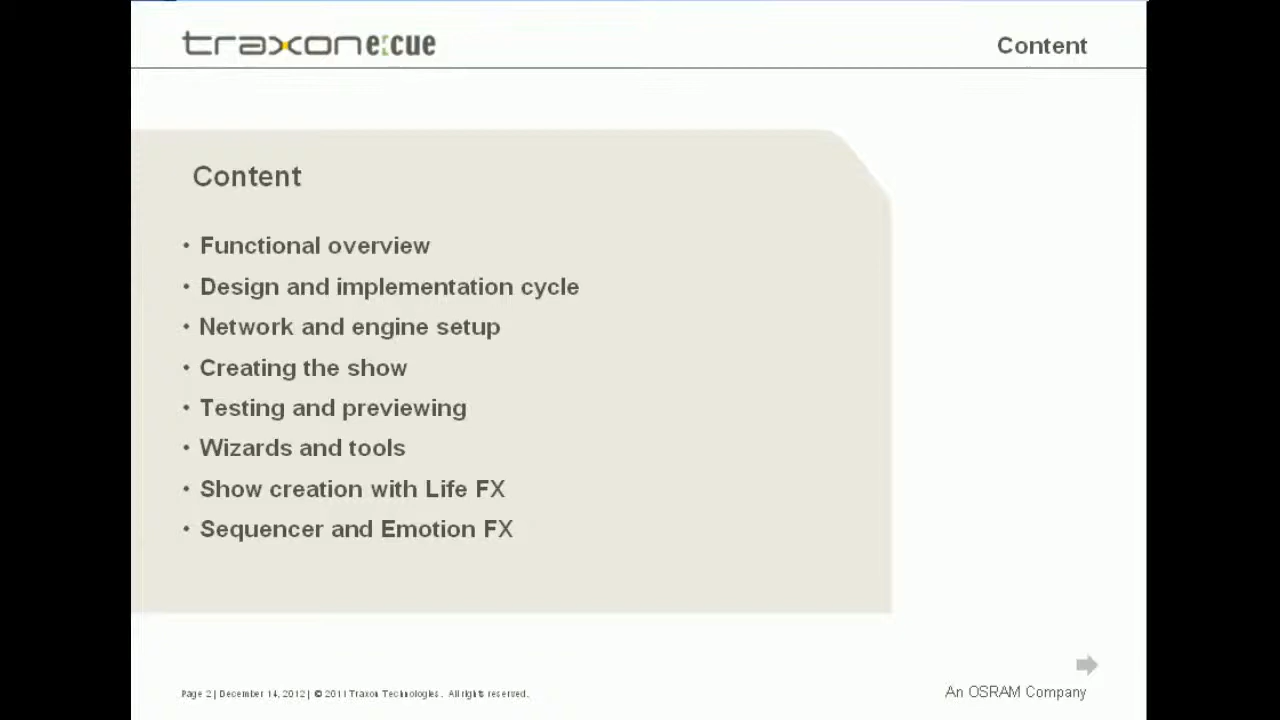 traxon e:cue
Content
Content
• Functional overview
• Design and implementation cycle
• Network and engine setup
• Creating the show
• Testing and previewing
• Wizards and tools
• Show creation with Life FX
• Sequencer and Emotion FX
Page 2 | December 14, 2012 | © 2011 Traxon Technologies. All rights reserved.
An OSRAM Company